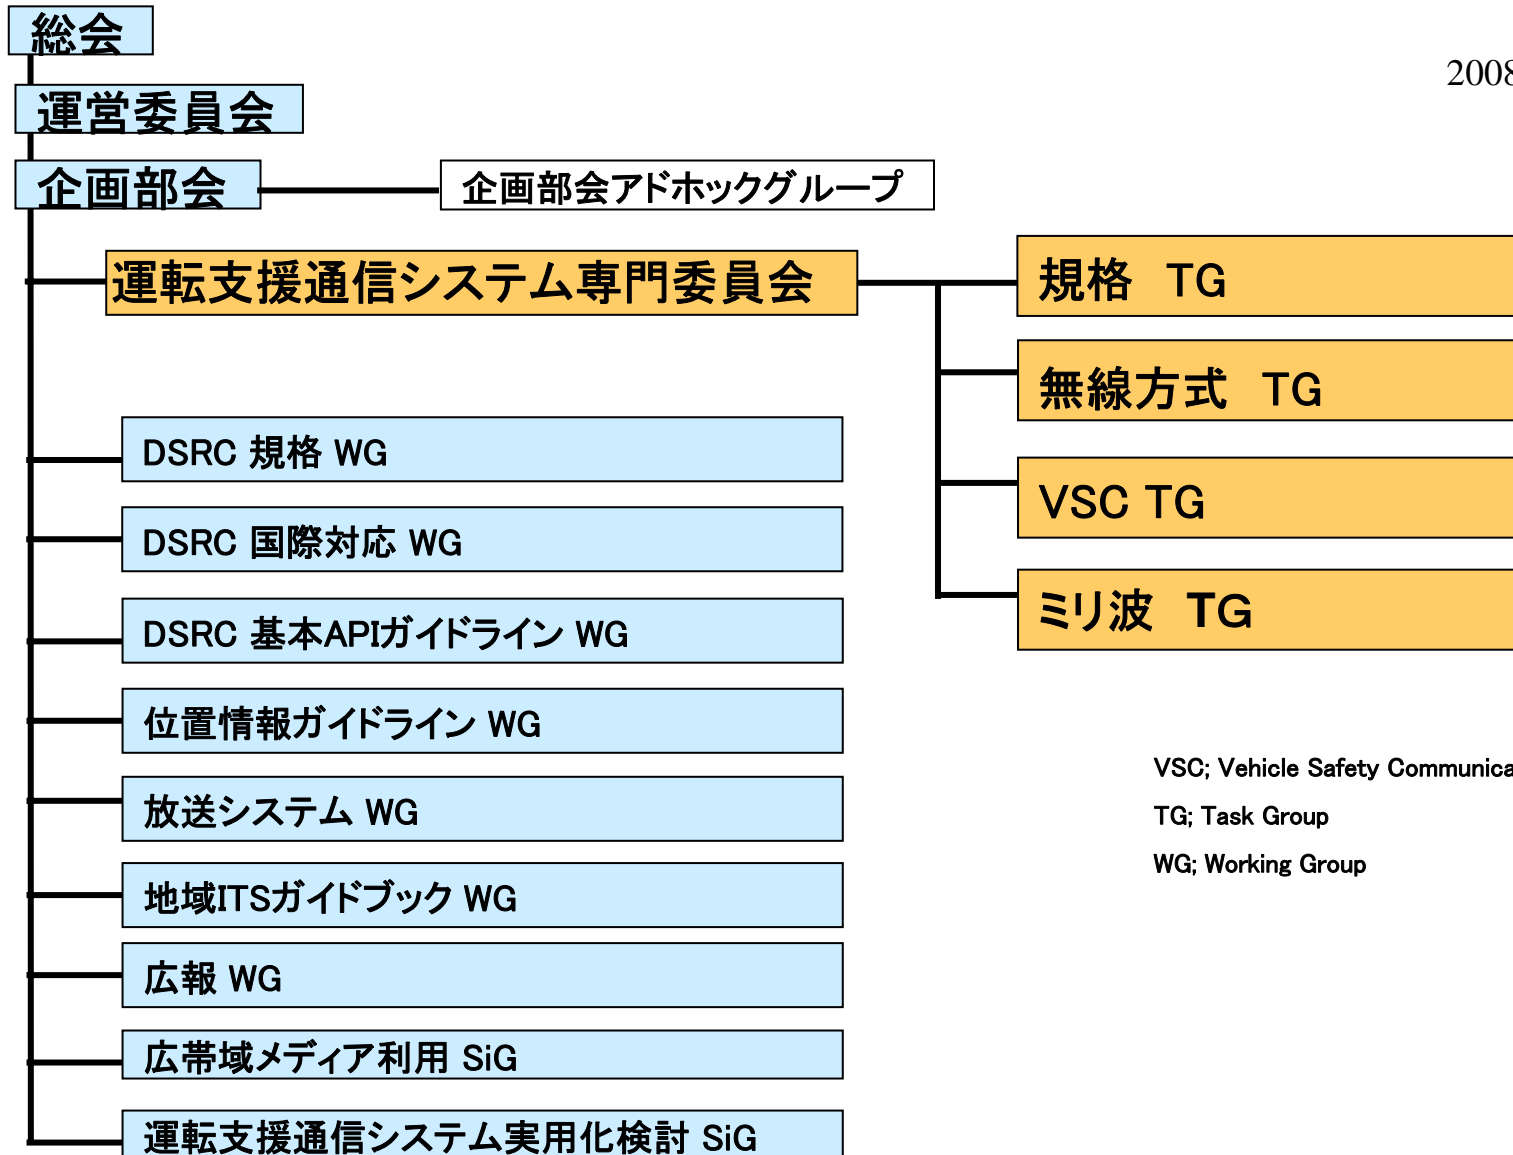 総会
2008
運営委員会
企画部会
企画部会アドホックグループ
運転支援通信システム専門委員会
規格　TG
無線方式　TG
VSC TG
ミリ波　TG
DSRC 規格 WG
DSRC 国際対応 WG
DSRC 基本APIガイドライン WG
位置情報ガイドライン WG
放送システム WG
地域ITSガイドブック WG
広報 WG
広帯域メディア利用 SiG
運転支援通信システム実用化検討 SiG
VSC; Vehicle Safety Communica
TG; Task Group
WG; Working Group